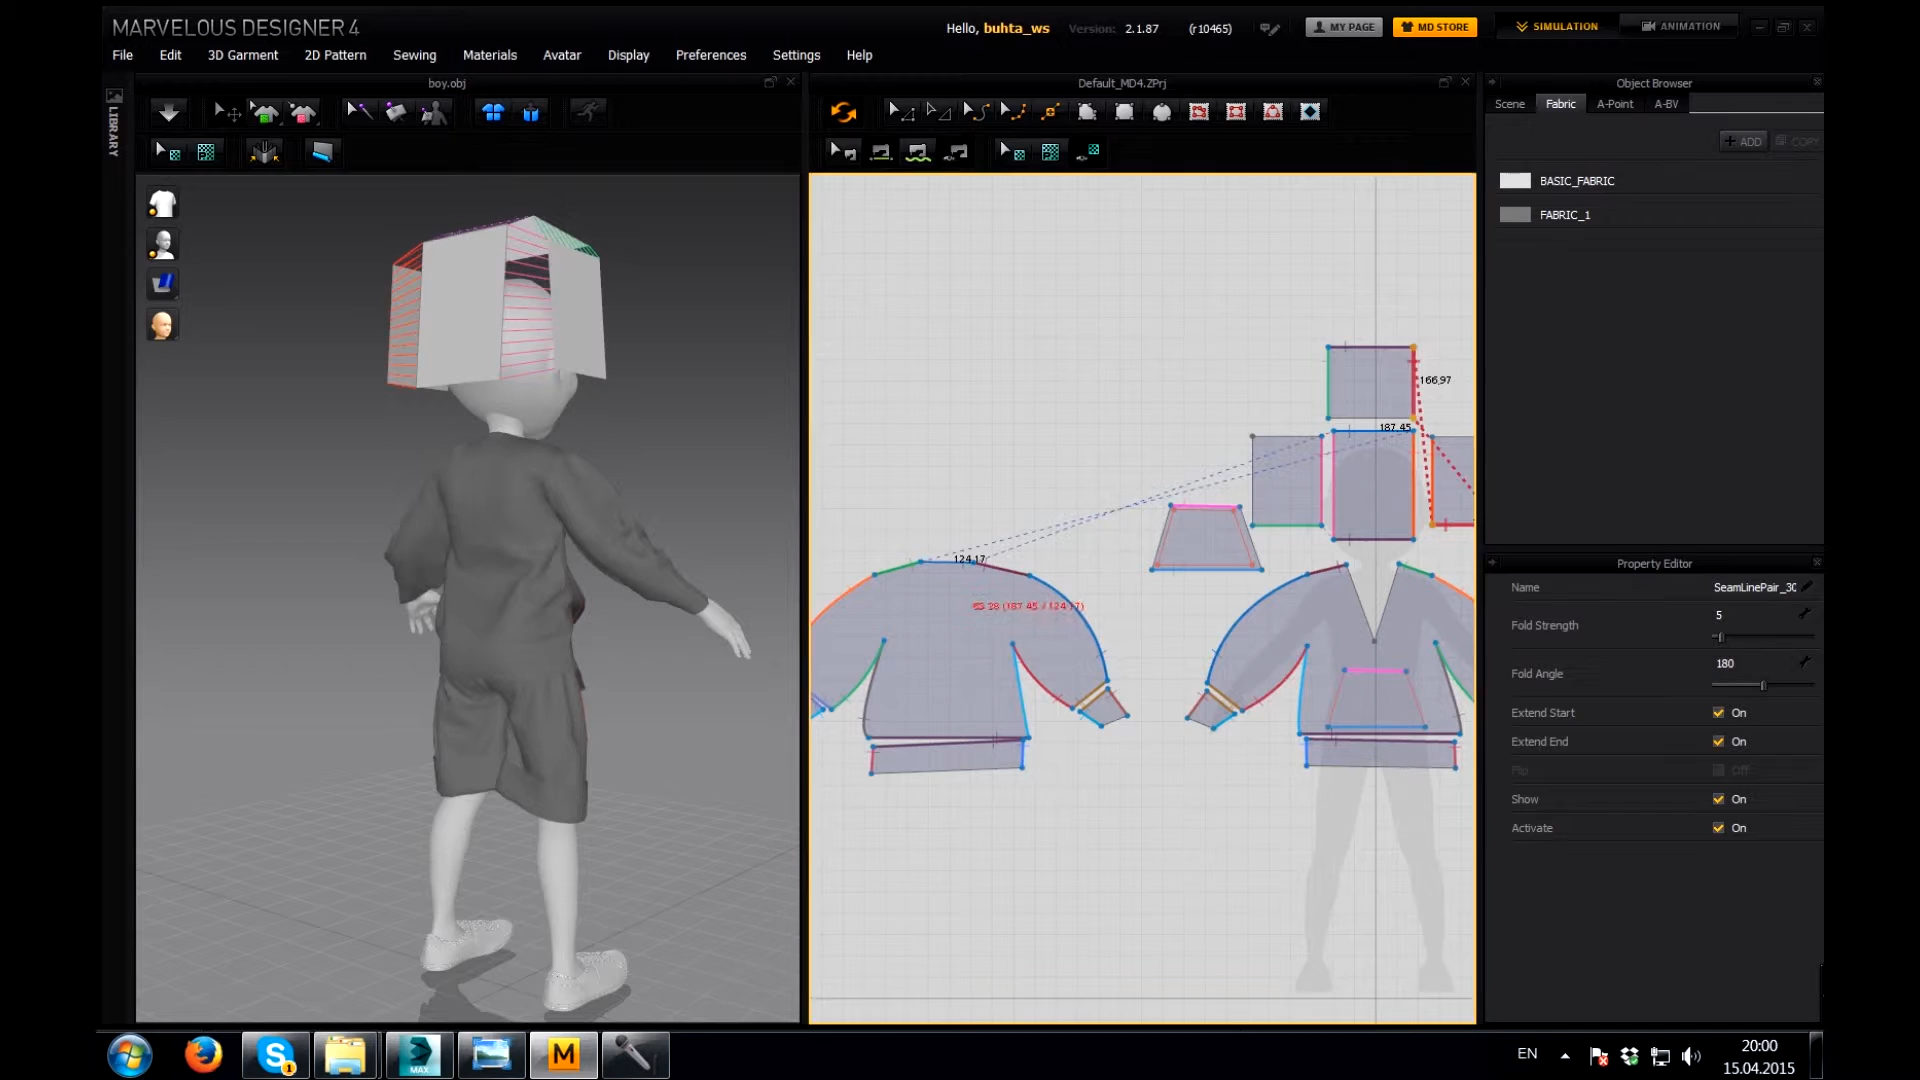 MARVELOUS DESIGNER 4
Hello, buhta_ws
Version: 2.1.87 (r10465)
MY PAGE
MD STORE
SIMULATION
ANIMATION
File Edit 3D Garment 2D Pattern Sewing Materials Avatar Display Preferences Settings Help
boy.obj
Default_MD4.ZPrj
Object Browser
LIBRARY
Scene Fabric A-Point A-BV
+ ADD COPY
BASIC_FABRIC
FABRIC_1
166,97
187,45
124,17
Property Editor
Name SeamLinePair_30
Fold Strength 5
Fold Angle 180
Extend Start On
Extend End On
Flip Off
Show On
Activate On
MAX
M
EN
20:00
15.04.2015